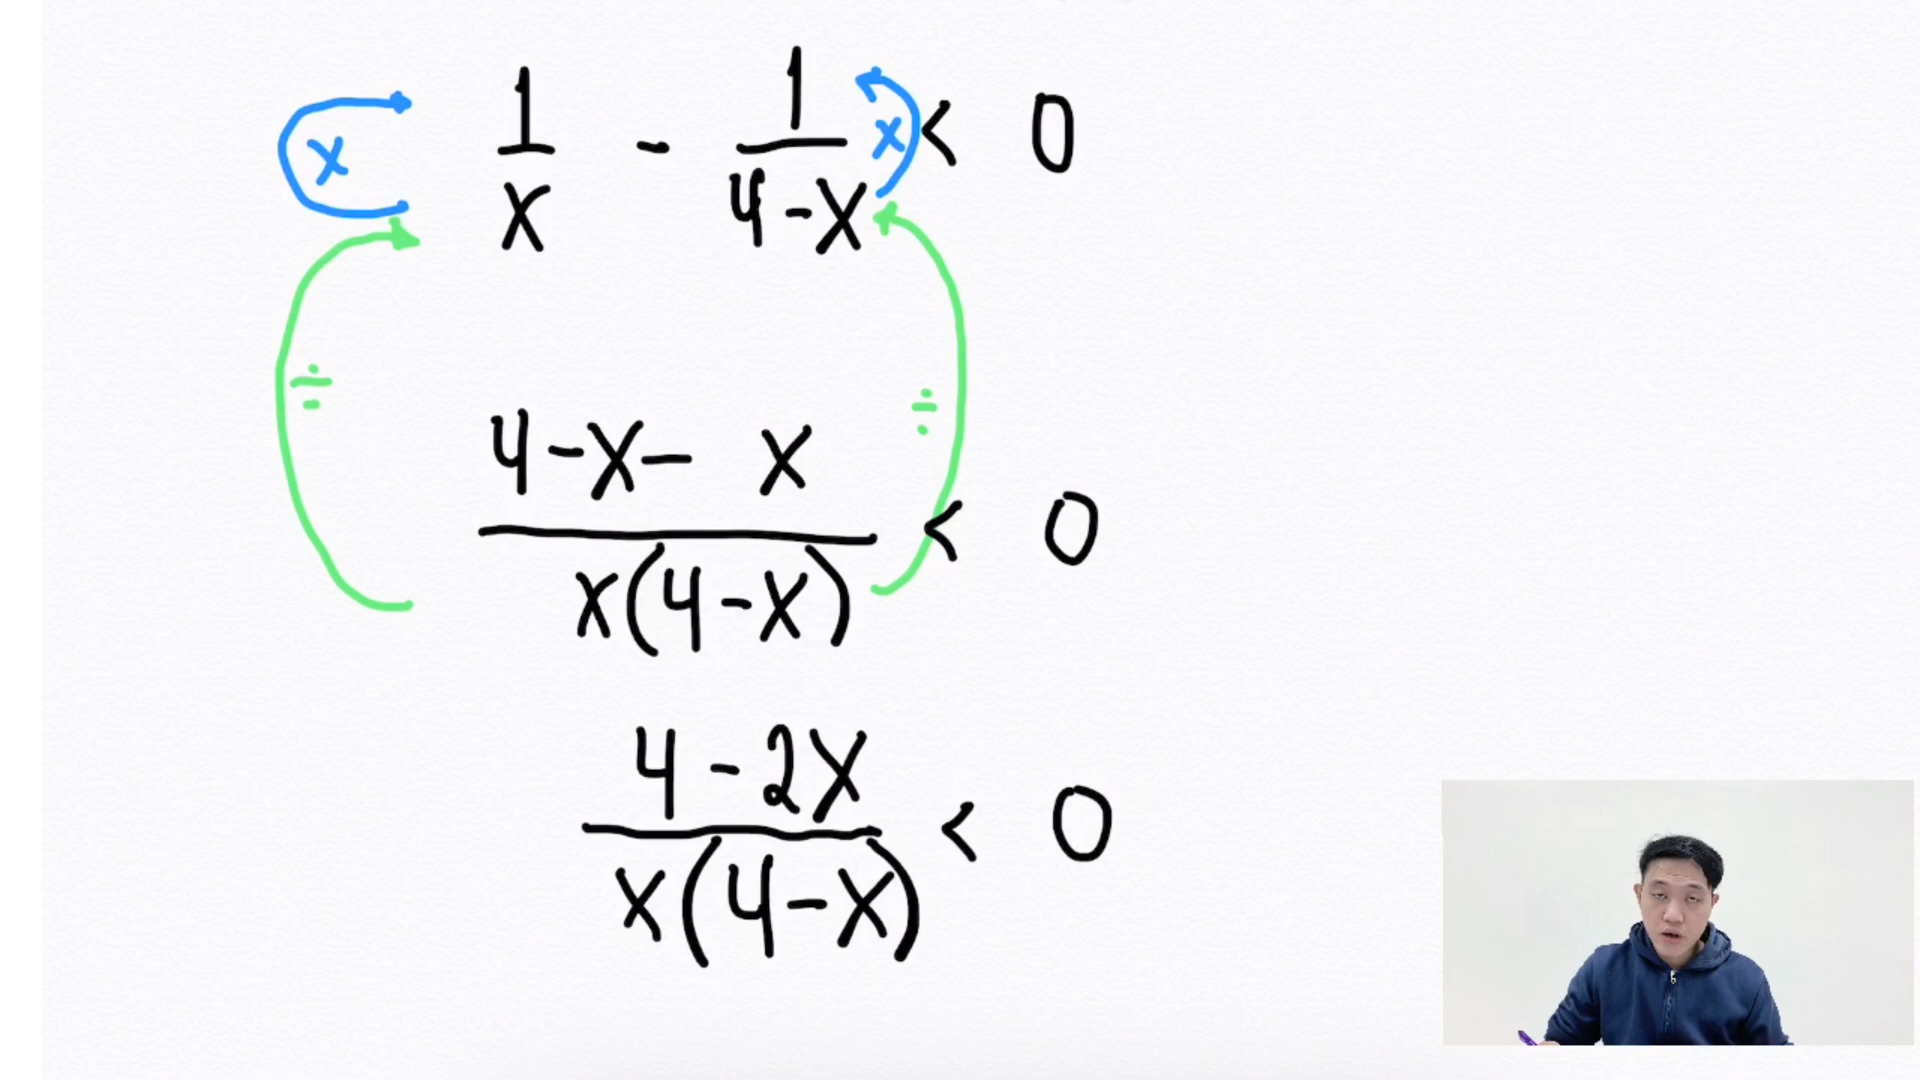 1/x - 1/(4-x) < 0
x
x
÷
÷
(4-x- x)/(x(4-x)) < 0
(4-2x)/(x(4-x)) < 0